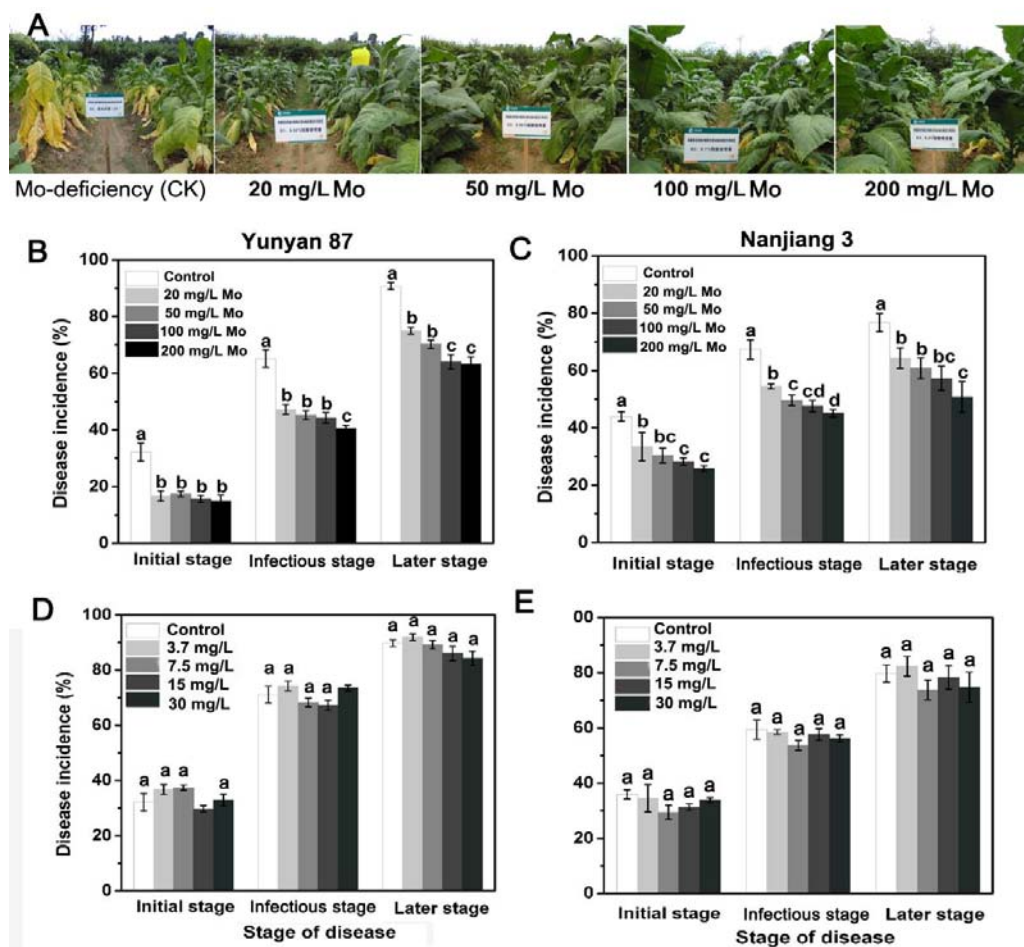 A
Mo-deficiency (CK)
20 mg/L Mo
50 mg/L Mo
100 mg/L Mo
200 mg/L Mo
Yunyan 87
B
100
80
60
40
20
0
Disease incidence (%)
Control
20 mg/L Mo
50 mg/L Mo
100 mg/L Mo
200 mg/L Mo
a b b b b
a b b b c
a b b c c
Initial stage
Infectious stage
Later stage
Nanjiang 3
C
100
80
60
40
20
0
Disease incidence (%)
Control
20 mg/L Mo
50 mg/L Mo
100 mg/L Mo
200 mg/L Mo
a b bc c c
a b c cd d
a b b bc c
Initial stage
Infectious stage
Later stage
D
100
80
60
40
20
0
Disease incidence (%)
Control
3.7 mg/L
7.5 mg/L
15 mg/L
30 mg/L
a a a a
a a a a
a a a a a
Initial stage
Infectious stage
Later stage
Stage of disease
E
00
80
60
40
20
0
Control
3.7 mg/L
7.5 mg/L
15 mg/L
30 mg/L
a a a a a
a a a a a
a a a a a
Initial stage
Infectious stage
Later stage
Stage of disease